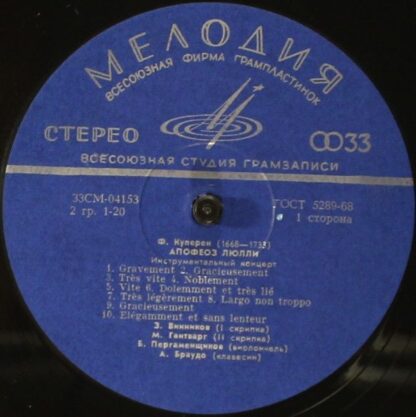 МЕЛОДИЯ
ВСЕСОЮЗНАЯ ФИРМА ГРАМПЛАСТИНОК
СТЕРЕО
33
ВСЕСОЮЗНАЯ СТУДИЯ ГРАМЗАПИСИ
33СМ-04153
ГОСТ 5289-68
2 гр. 1-20
1 сторона
Ф. Куперен (1668—1733)
АПОФЕОЗ ЛЮЛЛИ
Инструментальный концерт
1. Gravement 2. Gracieusement
3. Très vite 4. Noblement
5. Vite 6. Dolemment et très lié
7. Très légèrement 8. Largo non troppo
9. Gracieusement
10. Elégamment et sans lenteur
З. Винников (I скрипка)
М. Гантварг (II скрипка)
Б. Пергаменщиков (виолончель)
А. Браудо (клавесин)